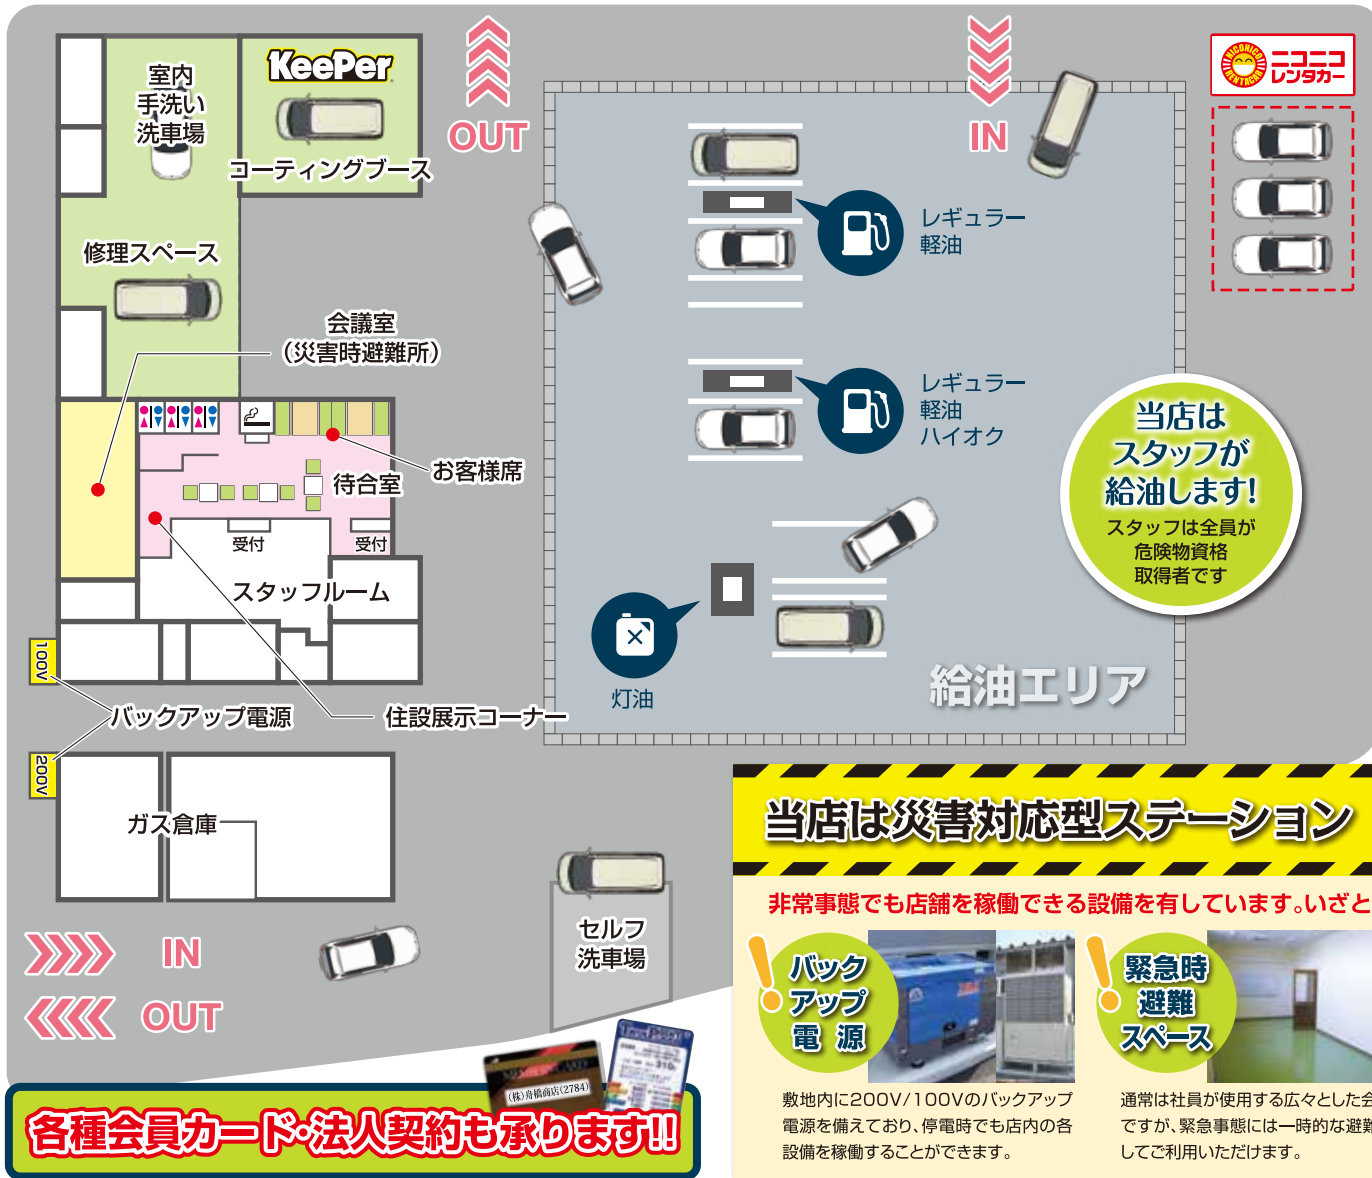 室内
手洗い
洗車場
KeePer
コーティングブース
OUT
IN
NICONICO
RENTACAR
ニコニコ
レンタカー
修理スペース
レギュラー
軽油
会議室
（災害時避難所）
レギュラー
軽油
ハイオク
お客様席
待合室
受付
受付
スタッフルーム
当店は
スタッフが
給油します!
スタッフは全員が
危険物資格
取得者です
灯油
給油エリア
100V
バックアップ電源
住設展示コーナー
200V
ガス倉庫
セルフ
洗車場
IN
OUT
当店は災害対応型ステーション
非常事態でも店舗を稼働できる設備を有しています。いざと
バック
アップ
電源
敷地内に200V/100Vのバックアップ
電源を備えており、停電時でも店内の各
設備を稼働することができます。
緊急時
避難
スペース
通常は社員が使用する広々とした会
ですが、緊急事態には一時的な避難
してご利用いただけます。
(株)舟橋商店(2784)
各種会員カード・法人契約も承ります!!